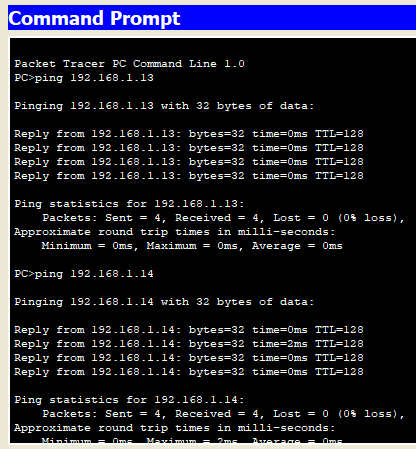 Command Prompt
Packet Tracer PC Command Line 1.0
PC>ping 192.168.1.13
Pinging 192.168.1.13 with 32 bytes of data:
Reply from 192.168.1.13: bytes=32 time=0ms TTL=128
Reply from 192.168.1.13: bytes=32 time=0ms TTL=128
Reply from 192.168.1.13: bytes=32 time=0ms TTL=128
Reply from 192.168.1.13: bytes=32 time=0ms TTL=128
Ping statistics for 192.168.1.13:
Packets: Sent = 4, Received = 4, Lost = 0 (0% loss),
Approximate round trip times in milli-seconds:
Minimum = 0ms, Maximum = 0ms, Average = 0ms
PC>ping 192.168.1.14
Pinging 192.168.1.14 with 32 bytes of data:
Reply from 192.168.1.14: bytes=32 time=0ms TTL=128
Reply from 192.168.1.14: bytes=32 time=2ms TTL=128
Reply from 192.168.1.14: bytes=32 time=0ms TTL=128
Reply from 192.168.1.14: bytes=32 time=0ms TTL=128
Ping statistics for 192.168.1.14:
Packets: Sent = 4, Received = 4, Lost = 0 (0% loss),
Approximate round trip times in milli-seconds:
Minimum = 0ms, Maximum = 2ms, Average = 0ms